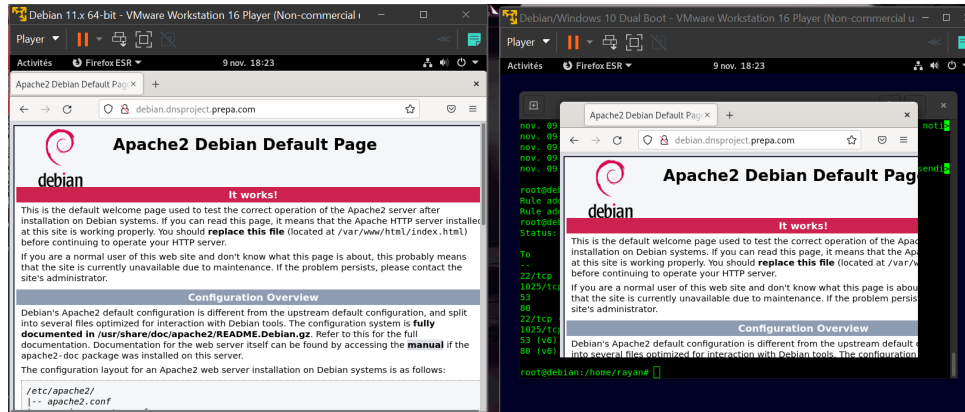 Debian 11.x 64-bit - VMware Workstation 16 Player (Non-commercial
Player
Activités Firefox ESR 9 nov. 18:23
Apache2 Debian Default Pag × +
debian.dnsproject.prepa.com
debian
Apache2 Debian Default Page
It works!
This is the default welcome page used to test the correct operation of the Apache2 server after
installation on Debian systems. If you can read this page, it means that the Apache HTTP server installed
at this site is working properly. You should replace this file (located at /var/www/html/index.html)
before continuing to operate your HTTP server.
If you are a normal user of this web site and don't know what this page is about, this probably means
that the site is currently unavailable due to maintenance. If the problem persists, please contact the
site's administrator.
Configuration Overview
Debian's Apache2 default configuration is different from the upstream default configuration, and split
into several files optimized for interaction with Debian tools. The configuration system is fully
documented in /usr/share/doc/apache2/README.Debian.gz. Refer to this for the full
documentation. Documentation for the web server itself can be found by accessing the manual if the
apache2-doc package was installed on this server.
The configuration layout for an Apache2 web server installation on Debian systems is as follows:
/etc/apache2/
|-- apache2.conf
Debian/Windows 10 Dual Boot - VMware Workstation 16 Player (Non-commercial u
Player
Activités Firefox ESR 9 nov. 18:23
nov. 09
nov. 09
nov. 09
nov. 09
nov. 09
root@deb
Rule add
Rule add
root@deb
Status:
To
--
22/tcp
1025/tcp
53
80
22/tcp
1025/tcp
53 (v6)
80 (v6)
root@debian:/home/rayan#
noti>
sendi>
Apache2 Debian Default Pag × +
debian.dnsproject.prepa.com
debian
Apache2 Debian Default Pag
It works!
This is the default welcome page used to test the correct operation of the Apac
installation on Debian systems. If you can read this page, it means that the Apa
at this site is working properly. You should replace this file (located at /var/w
before continuing to operate your HTTP server.
If you are a normal user of this web site and don't know what this page is abou
that the site is currently unavailable due to maintenance. If the problem persis
site's administrator.
Configuration Overview
Debian's Apache2 default configuration is different from the upstream default c
into several files optimized for interaction with Debian tools. The configuration